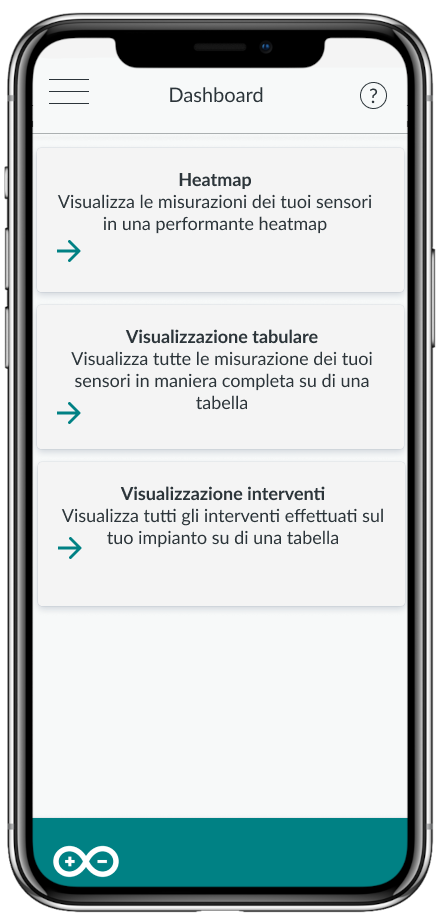 Dashboard
?
Heatmap
Visualizza le misurazioni dei tuoi sensori
in una performante heatmap
Visualizzazione tabulare
Visualizza tutte le misurazione dei tuoi
sensori in maniera completa su di una
tabella
Visualizzazione interventi
Visualizza tutti gli interventi effettuati sul
tuo impianto su di una tabella